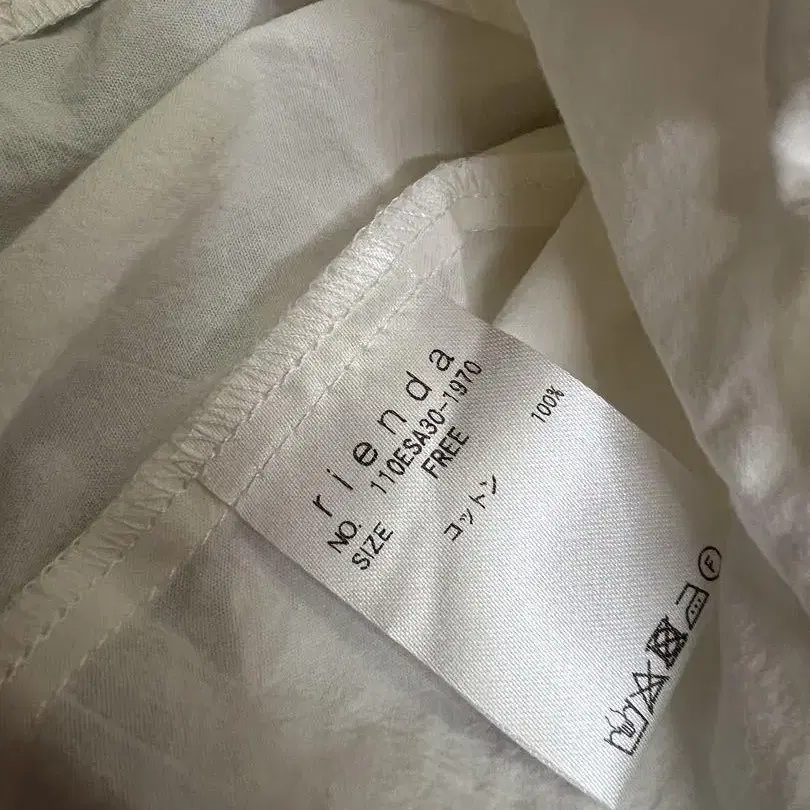 rienda
NO. 110ESA30-1970
SIZE FREE
コットン 100%
F